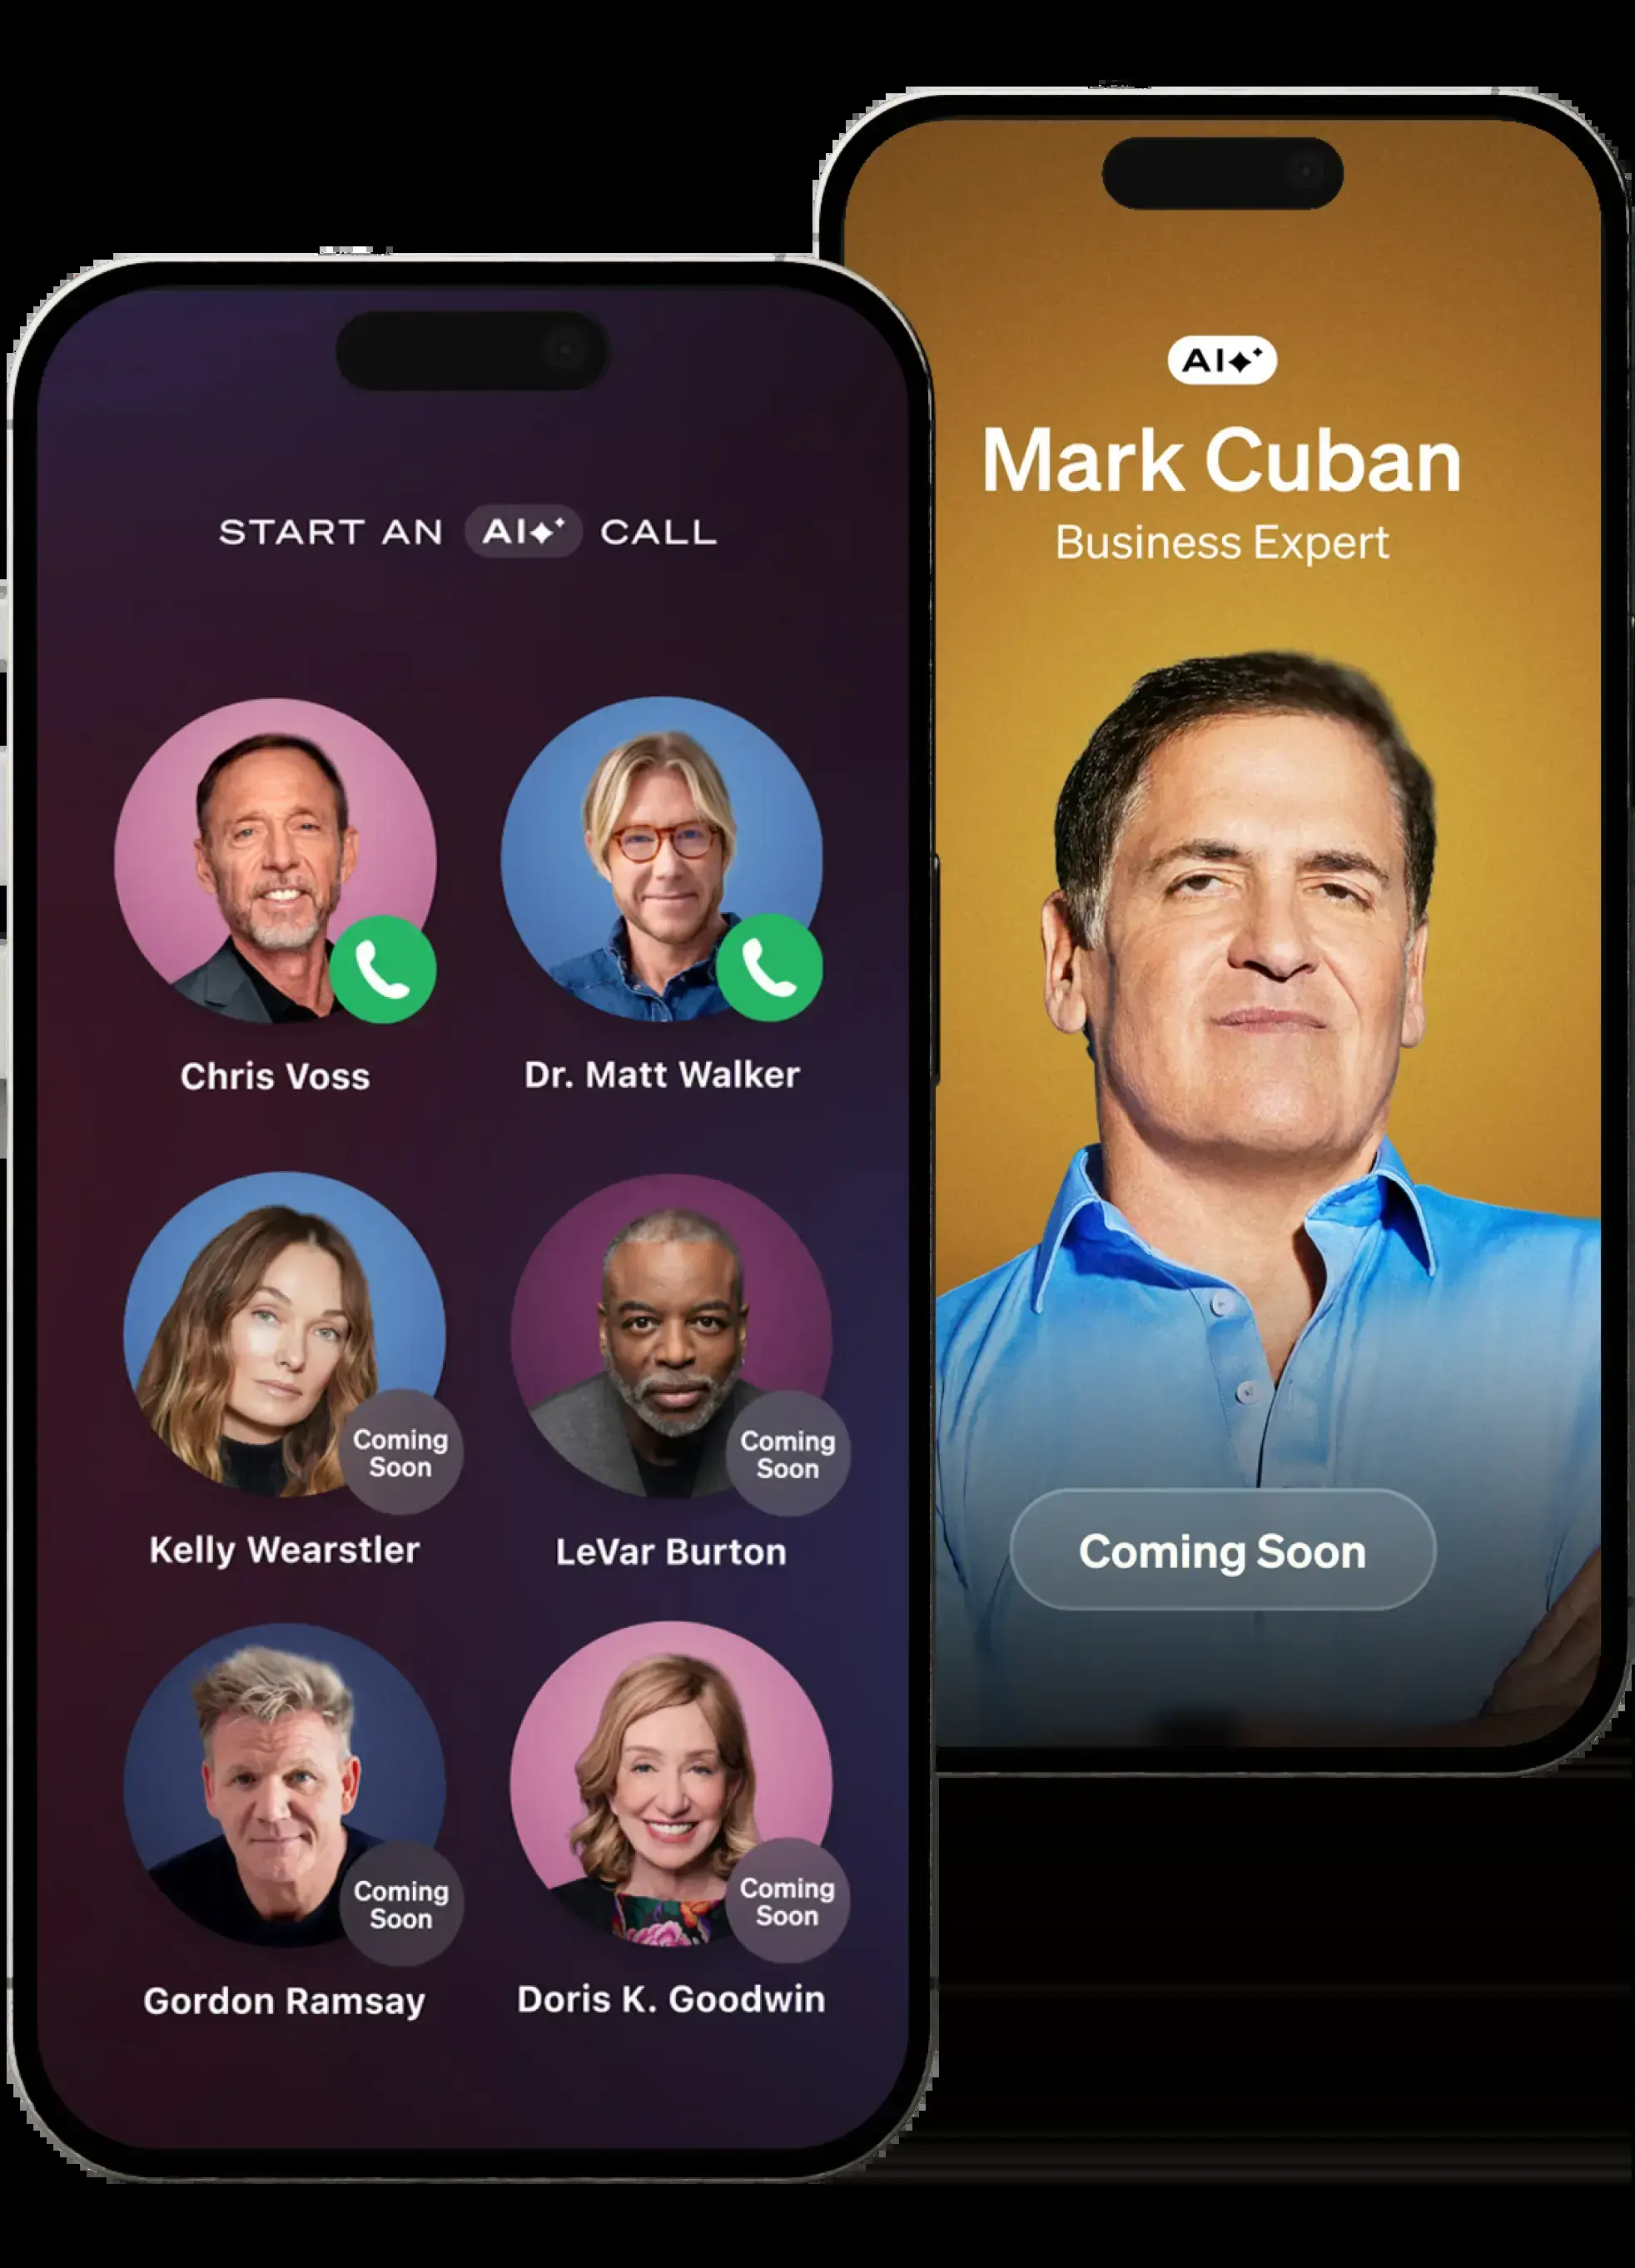 START AN AI CALL
Chris Voss
Dr. Matt Walker
Coming
Soon
Kelly Wearstler
Coming
Soon
LeVar Burton
Coming
Soon
Gordon Ramsay
Coming
Soon
Doris K. Goodwin
AI
Mark Cuban
Business Expert
Coming Soon